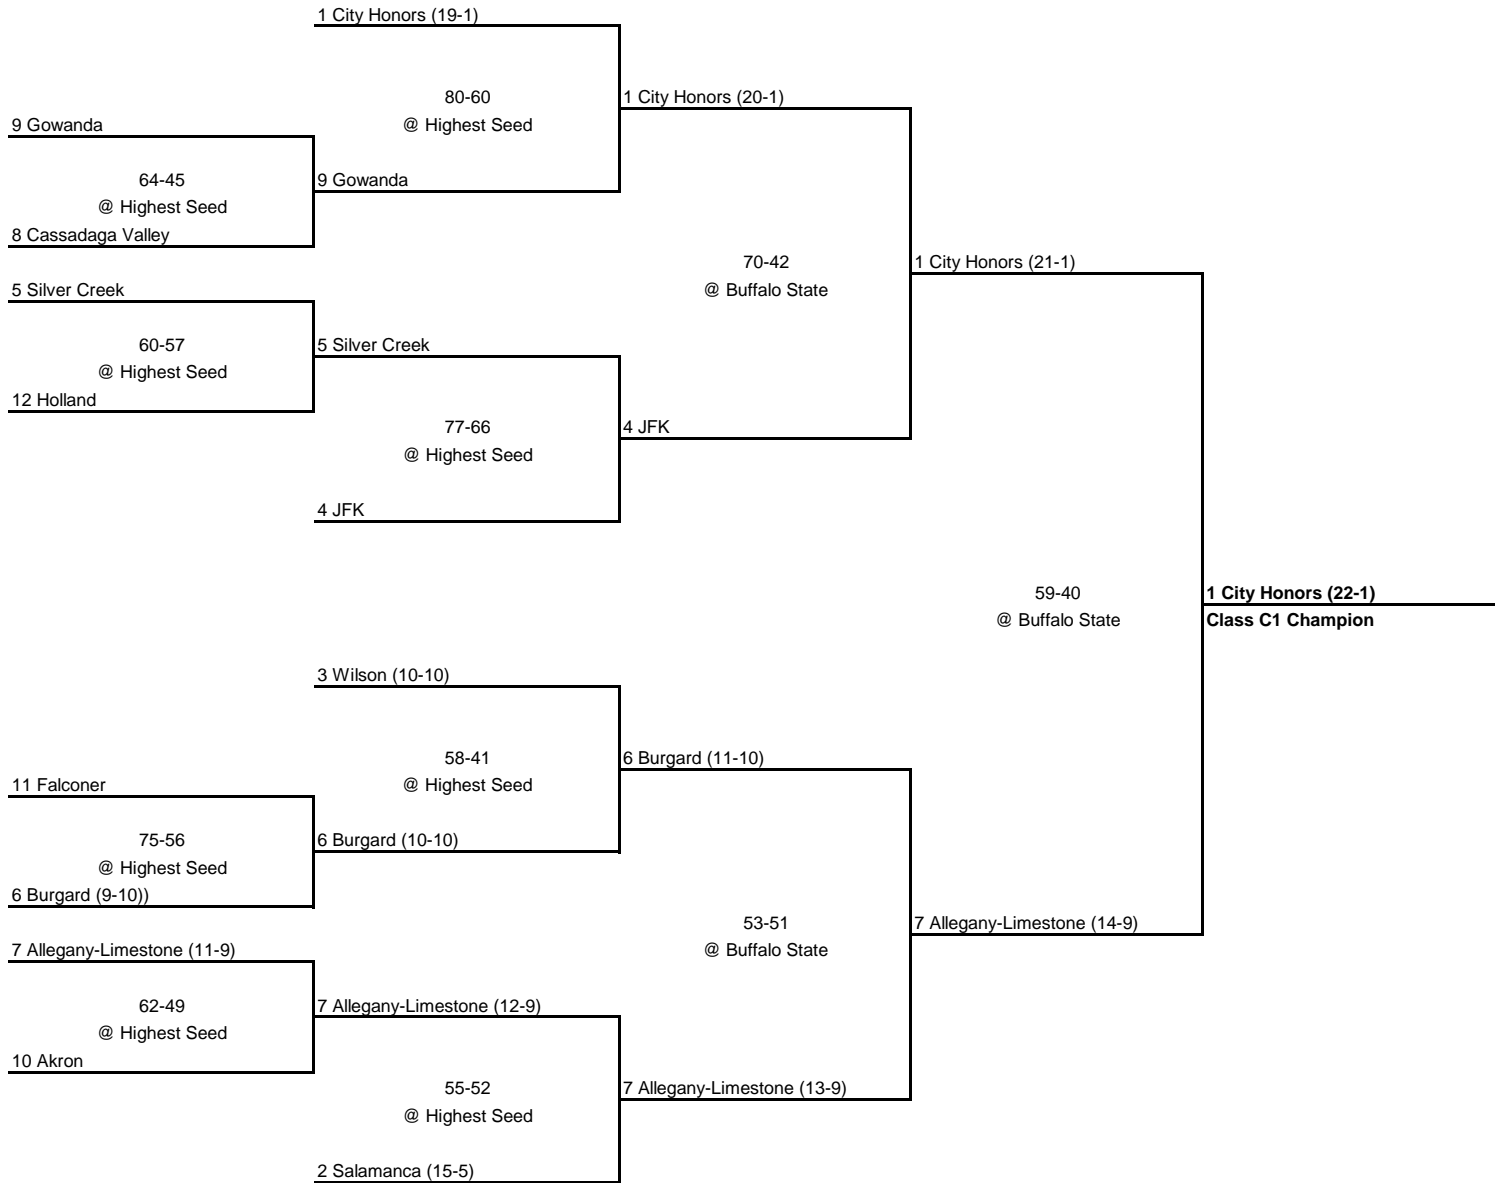 1 City Honors (19-1)
80-60
@ Highest Seed
1 City Honors (20-1)
9 Gowanda
64-45
@ Highest Seed
9 Gowanda
8 Cassadaga Valley
70-42
@ Buffalo State
1 City Honors (21-1)
5 Silver Creek
60-57
@ Highest Seed
5 Silver Creek
12 Holland
77-66
@ Highest Seed
4 JFK
4 JFK
59-40
@ Buffalo State
1 City Honors (22-1)
Class C1 Champion
3 Wilson (10-10)
58-41
@ Highest Seed
6 Burgard (11-10)
11 Falconer
75-56
@ Highest Seed
6 Burgard (10-10)
6 Burgard (9-10))
53-51
@ Buffalo State
7 Allegany-Limestone (14-9)
7 Allegany-Limestone (11-9)
62-49
@ Highest Seed
7 Allegany-Limestone (12-9)
10 Akron
55-52
@ Highest Seed
7 Allegany-Limestone (13-9)
2 Salamanca (15-5)